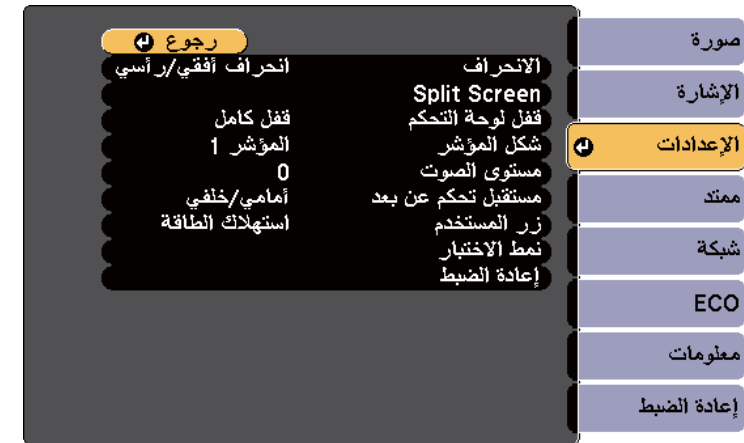 صورة
الإشارة
الإعدادات
ممتد
شبكة
ECO
معلومات
إعادة الضبط
رجوع
الانحراف انحراف أفقي/رأسي
Split Screen
قفل لوحة التحكم قفل كامل
شكل المؤشر المؤشر 1
مستوى الصوت 0
مستقبل تحكم عن بعد أمامي/خلفي
زر المستخدم استهلاك الطاقة
نمط الاختبار
إعادة الضبط